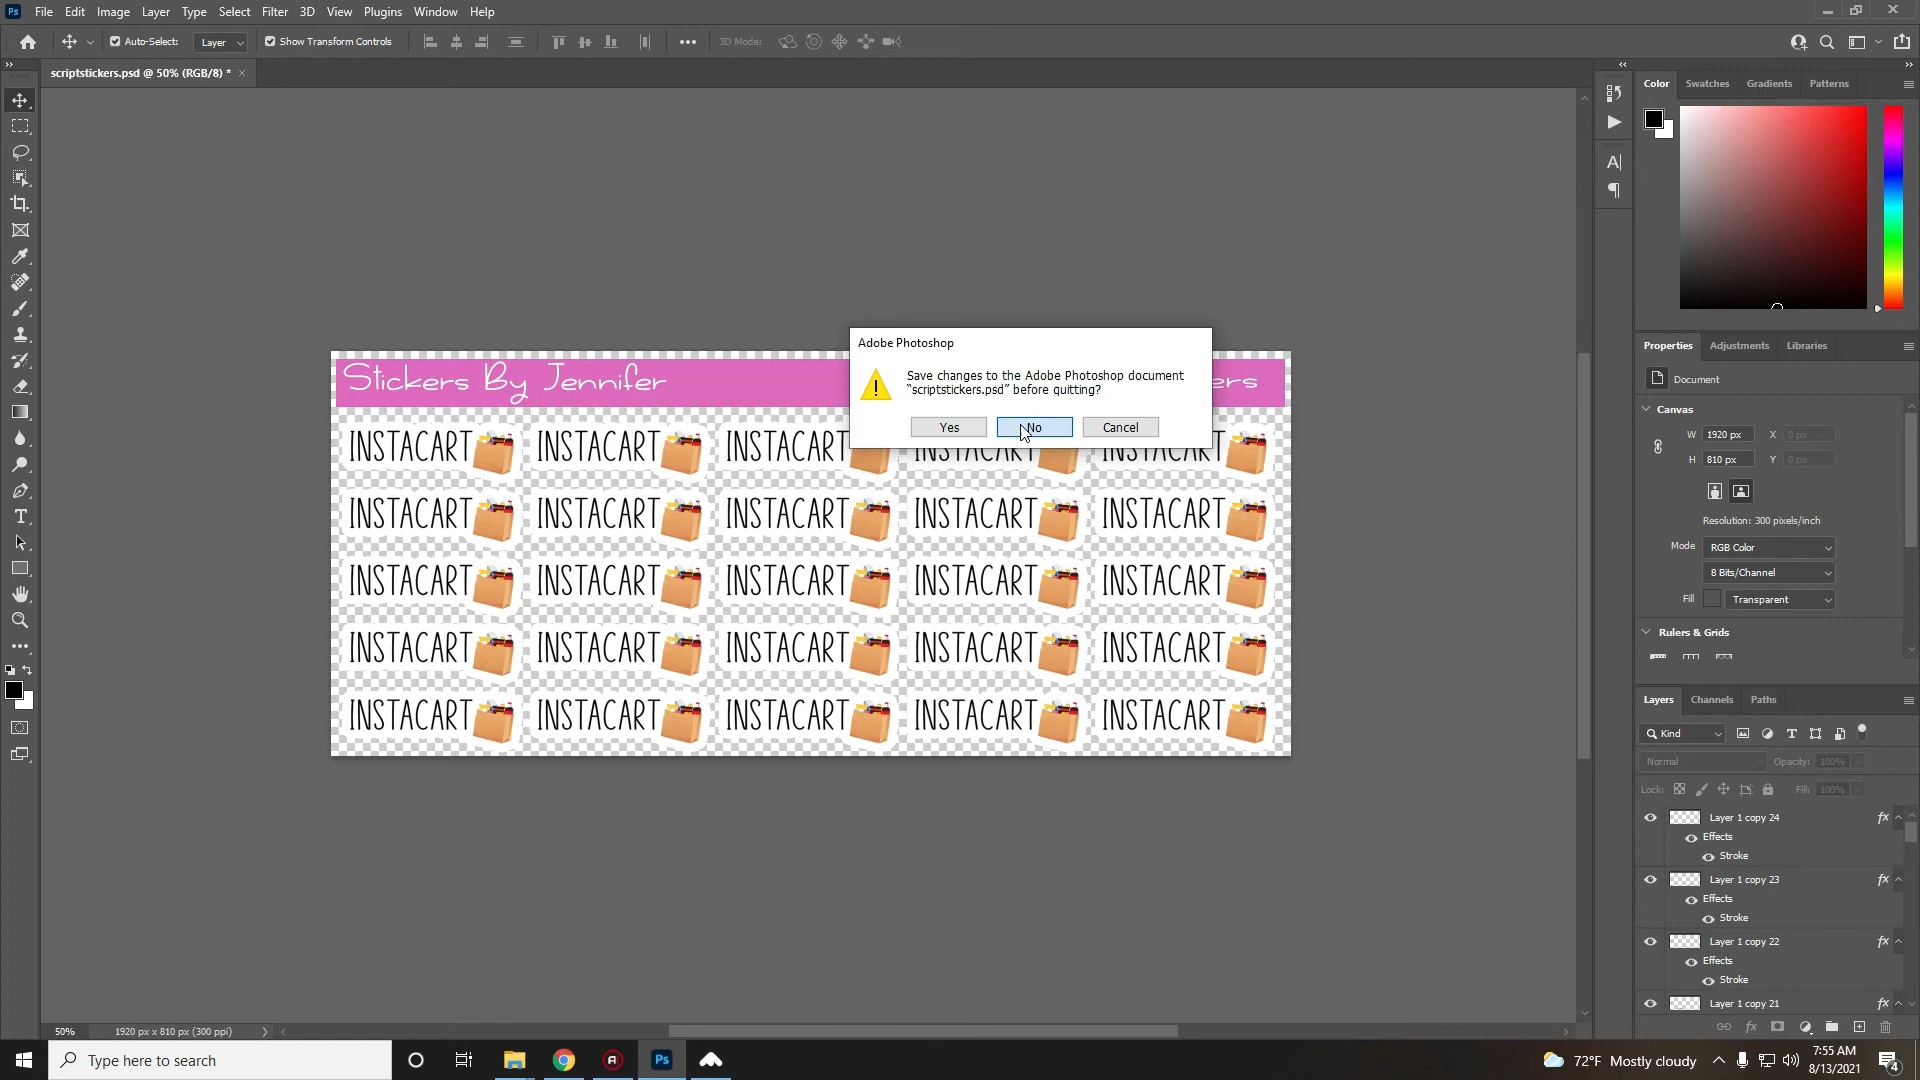 Ps File Edit Image Layer Type Select Filter 3D View Plugins Window Help
Auto-Select: Layer Show Transform Controls 3D Mode:
scriptstickers.psd @ 50% (RGB/8) * ×
Color Swatches Gradients Patterns
Properties Adjustments Libraries
Document
Canvas
W 1920 px X 0 px
H 810 px Y 0 px
Resolution: 300 pixels/inch
Mode RGB Color
8 Bits/Channel
Fill Transparent
Rulers & Grids
Adobe Photoshop
Save changes to the Adobe Photoshop document
“scriptstickers.psd” before quitting?
Yes No Cancel
Stickers By Jennifer ers
INSTACART INSTACART INSTACART INSTACART INSTACART
INSTACART INSTACART INSTACART INSTACART INSTACART
INSTACART INSTACART INSTACART INSTACART INSTACART
INSTACART INSTACART INSTACART INSTACART INSTACART
INSTACART INSTACART INSTACART INSTACART INSTACART
Layers Channels Paths
Kind
Normal Opacity: 100%
Lock: Fill: 100%
Layer 1 copy 24 fx
Effects
Stroke
Layer 1 copy 23 fx
Effects
Stroke
Layer 1 copy 22 fx
Effects
Stroke
Layer 1 copy 21 fx
50% 1920 px x 810 px (300 ppi)
Type here to search
Ps
72°F Mostly cloudy
7:55 AM
8/13/2021
4